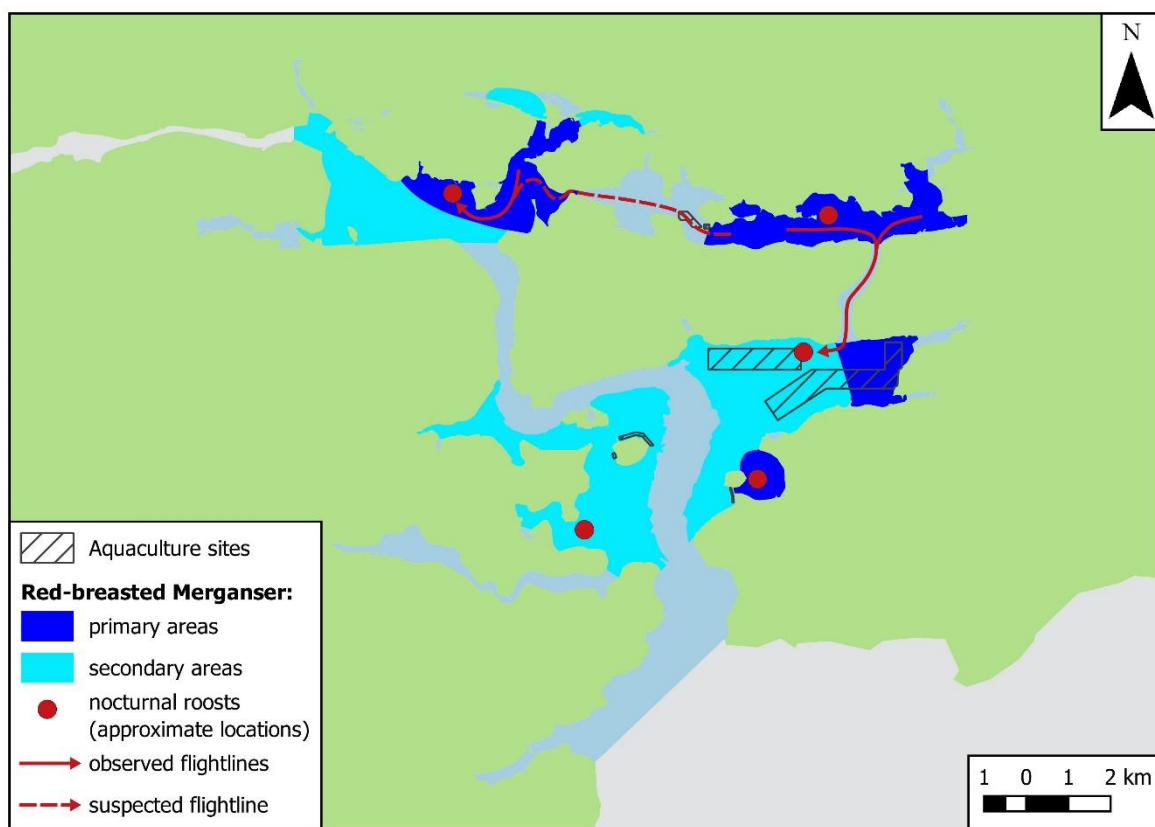 N
Aquaculture sites
Red-breasted Merganser:
primary areas
secondary areas
nocturnal roosts
(approximate locations)
observed flightlines
suspected flightline
1 0 1 2 km